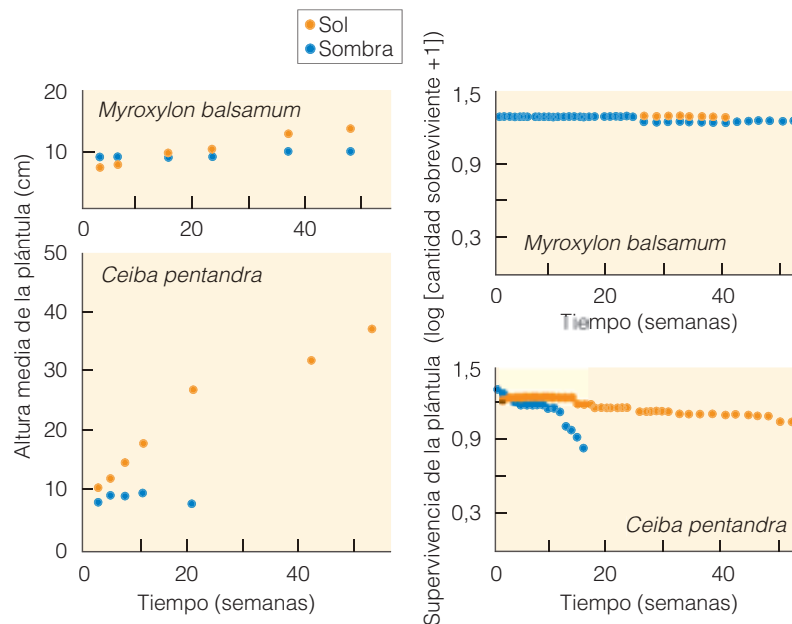 Sol
Sombra
Altura media de la plántula (cm)
20
10
Myroxylon balsamum
0
20
40
50
40
30
20
10
0
Ceiba pentandra
0
20
40
Tiempo (semanas)
Supervivencia de la plántula (log [cantidad sobreviviente +1])
1,5
0,9
0,3
Myroxylon balsamum
0
20
40
Tiempo (semanas)
1,5
0,9
0,3
Ceiba pentandra
0
20
40
Tiempo (semanas)